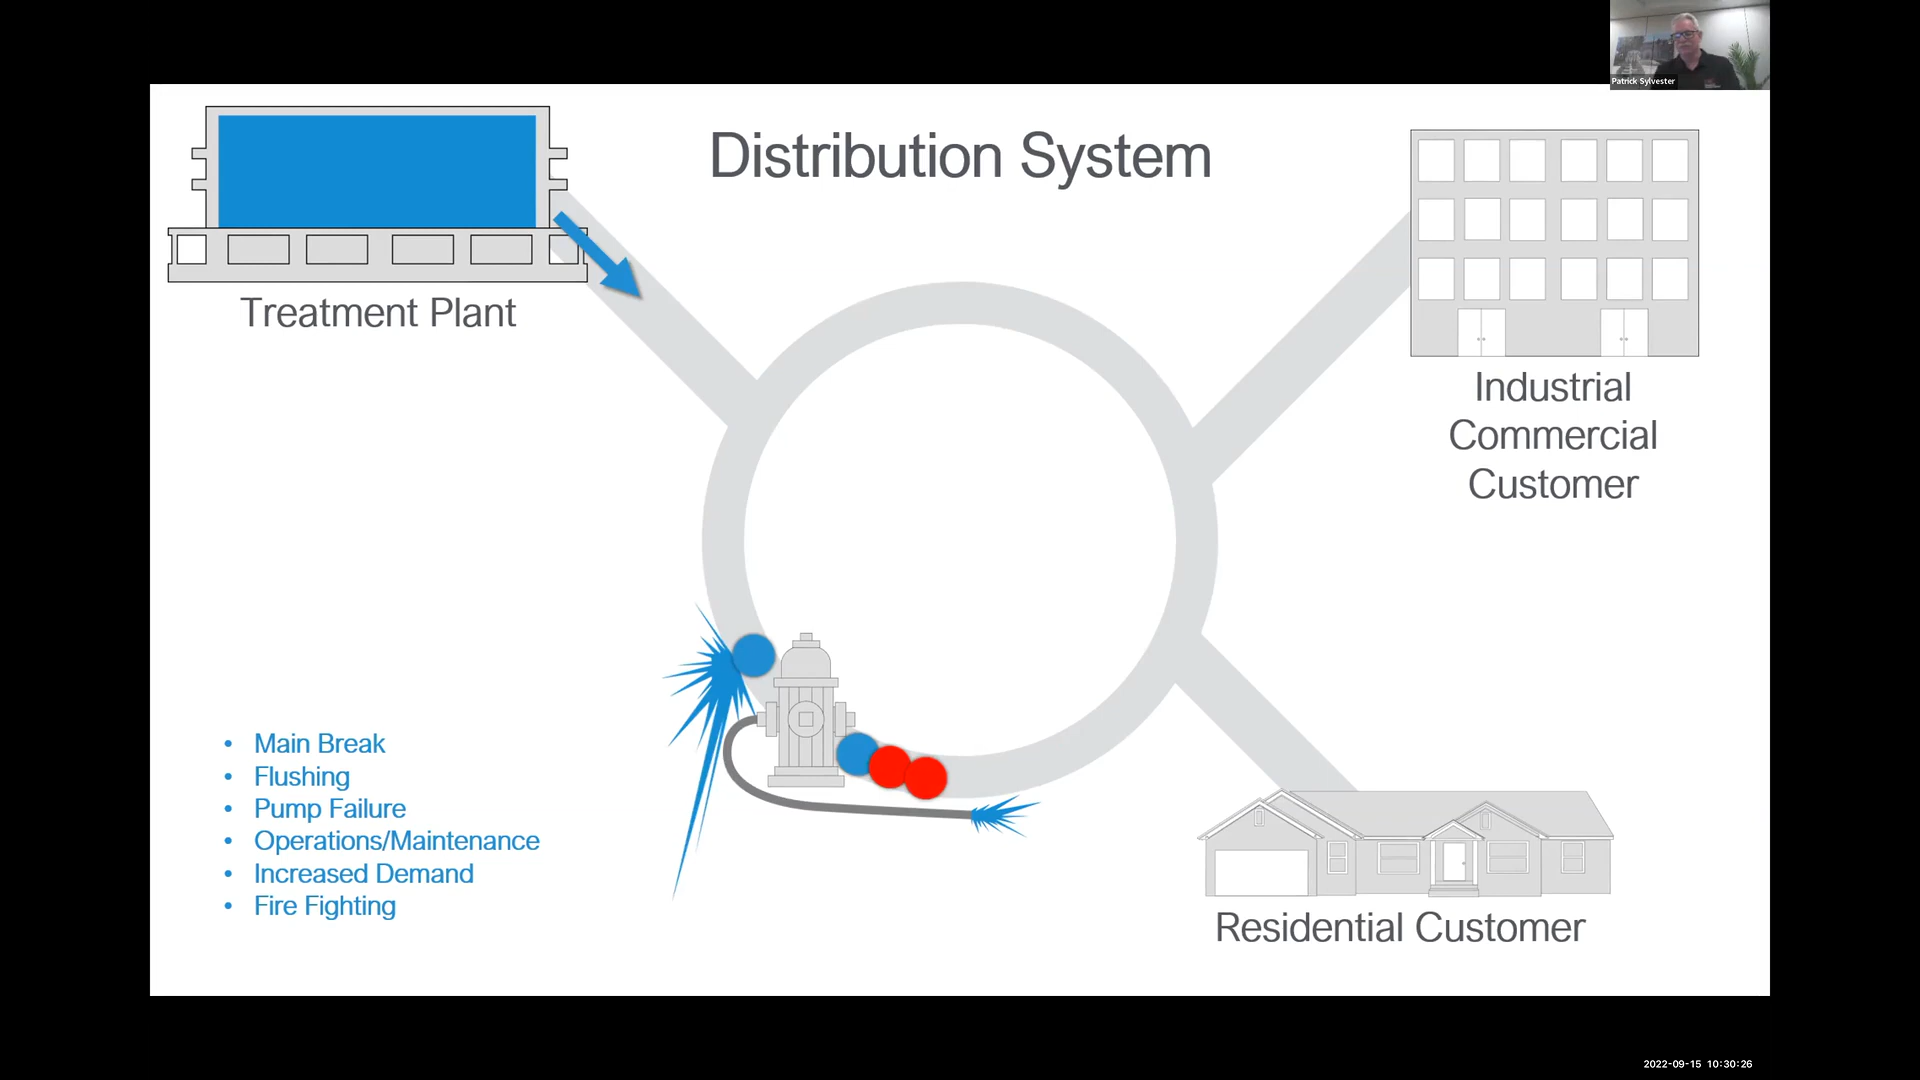 Patrick Sylvester
Distribution System
Treatment Plant
Industrial
Commercial
Customer
• Main Break
• Flushing
• Pump Failure
• Operations/Maintenance
• Increased Demand
• Fire Fighting
Residential Customer
2022-09-15 10:30:26